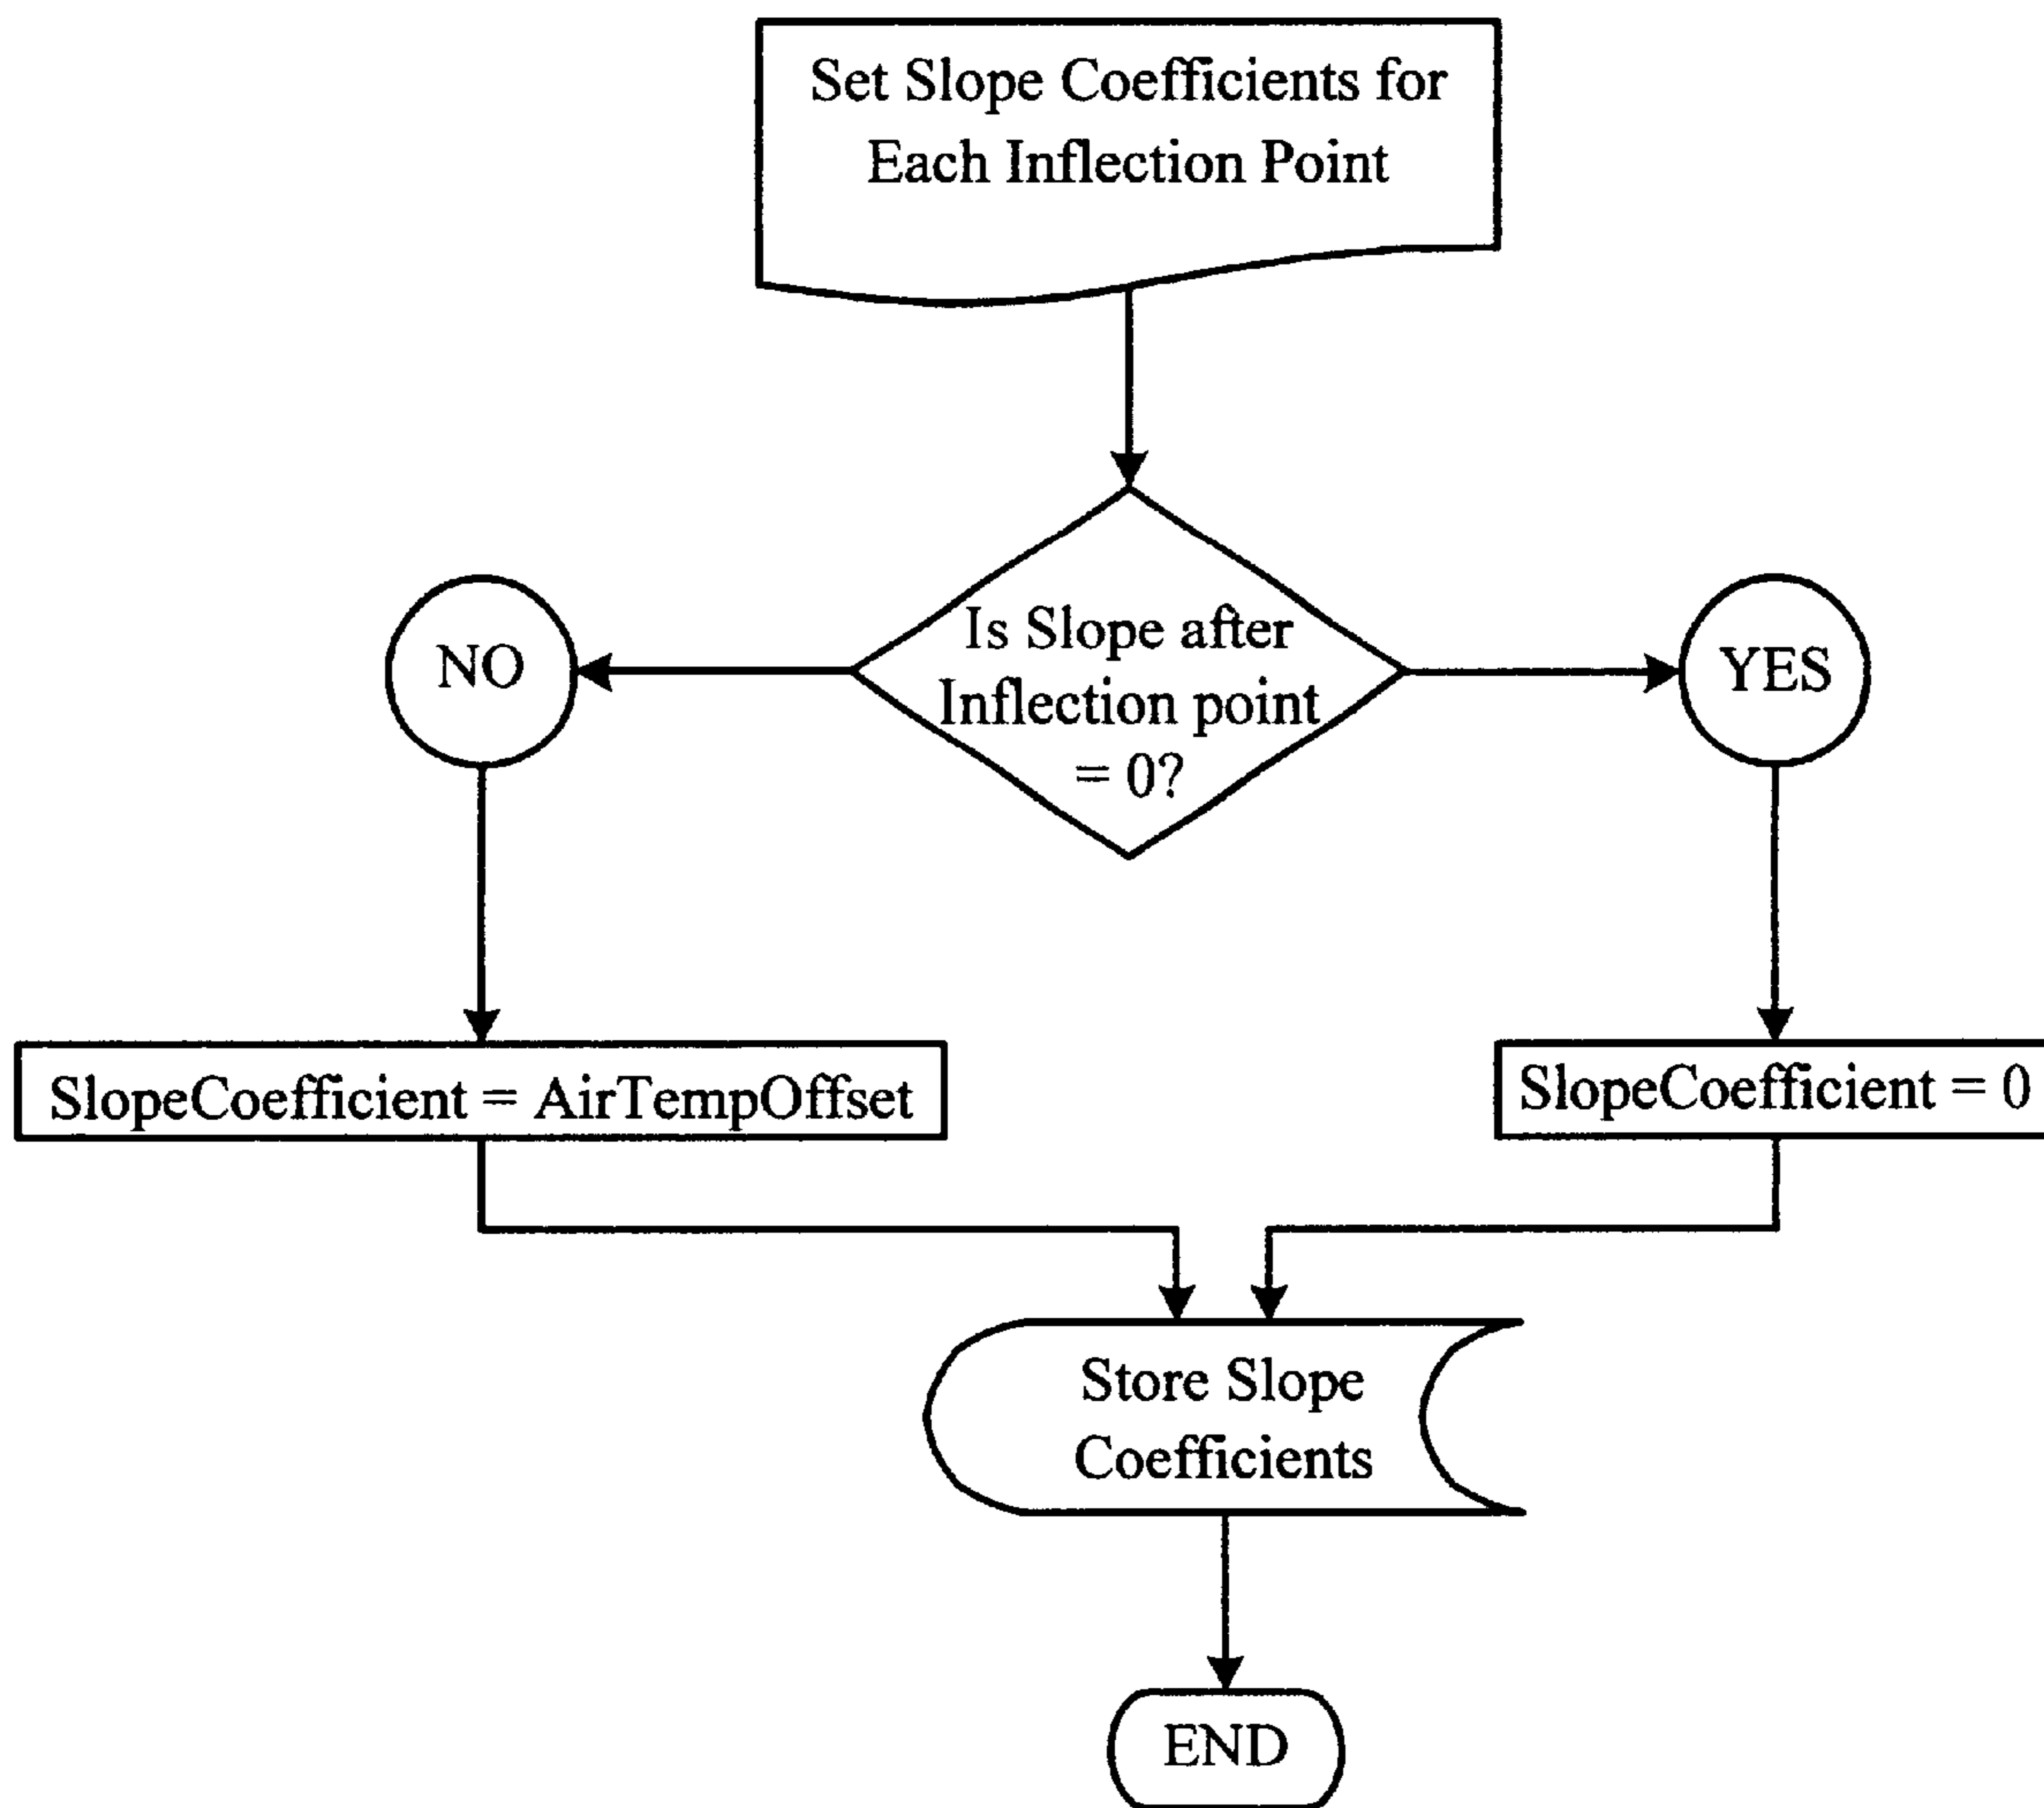 Set Slope Coefficients for
Each Inflection Point
Is Slope after
Inflection point
= 0?
NO
YES
SlopeCoefficient = AirTempOffset
SlopeCoefficient = 0
Store Slope
Coefficients
END